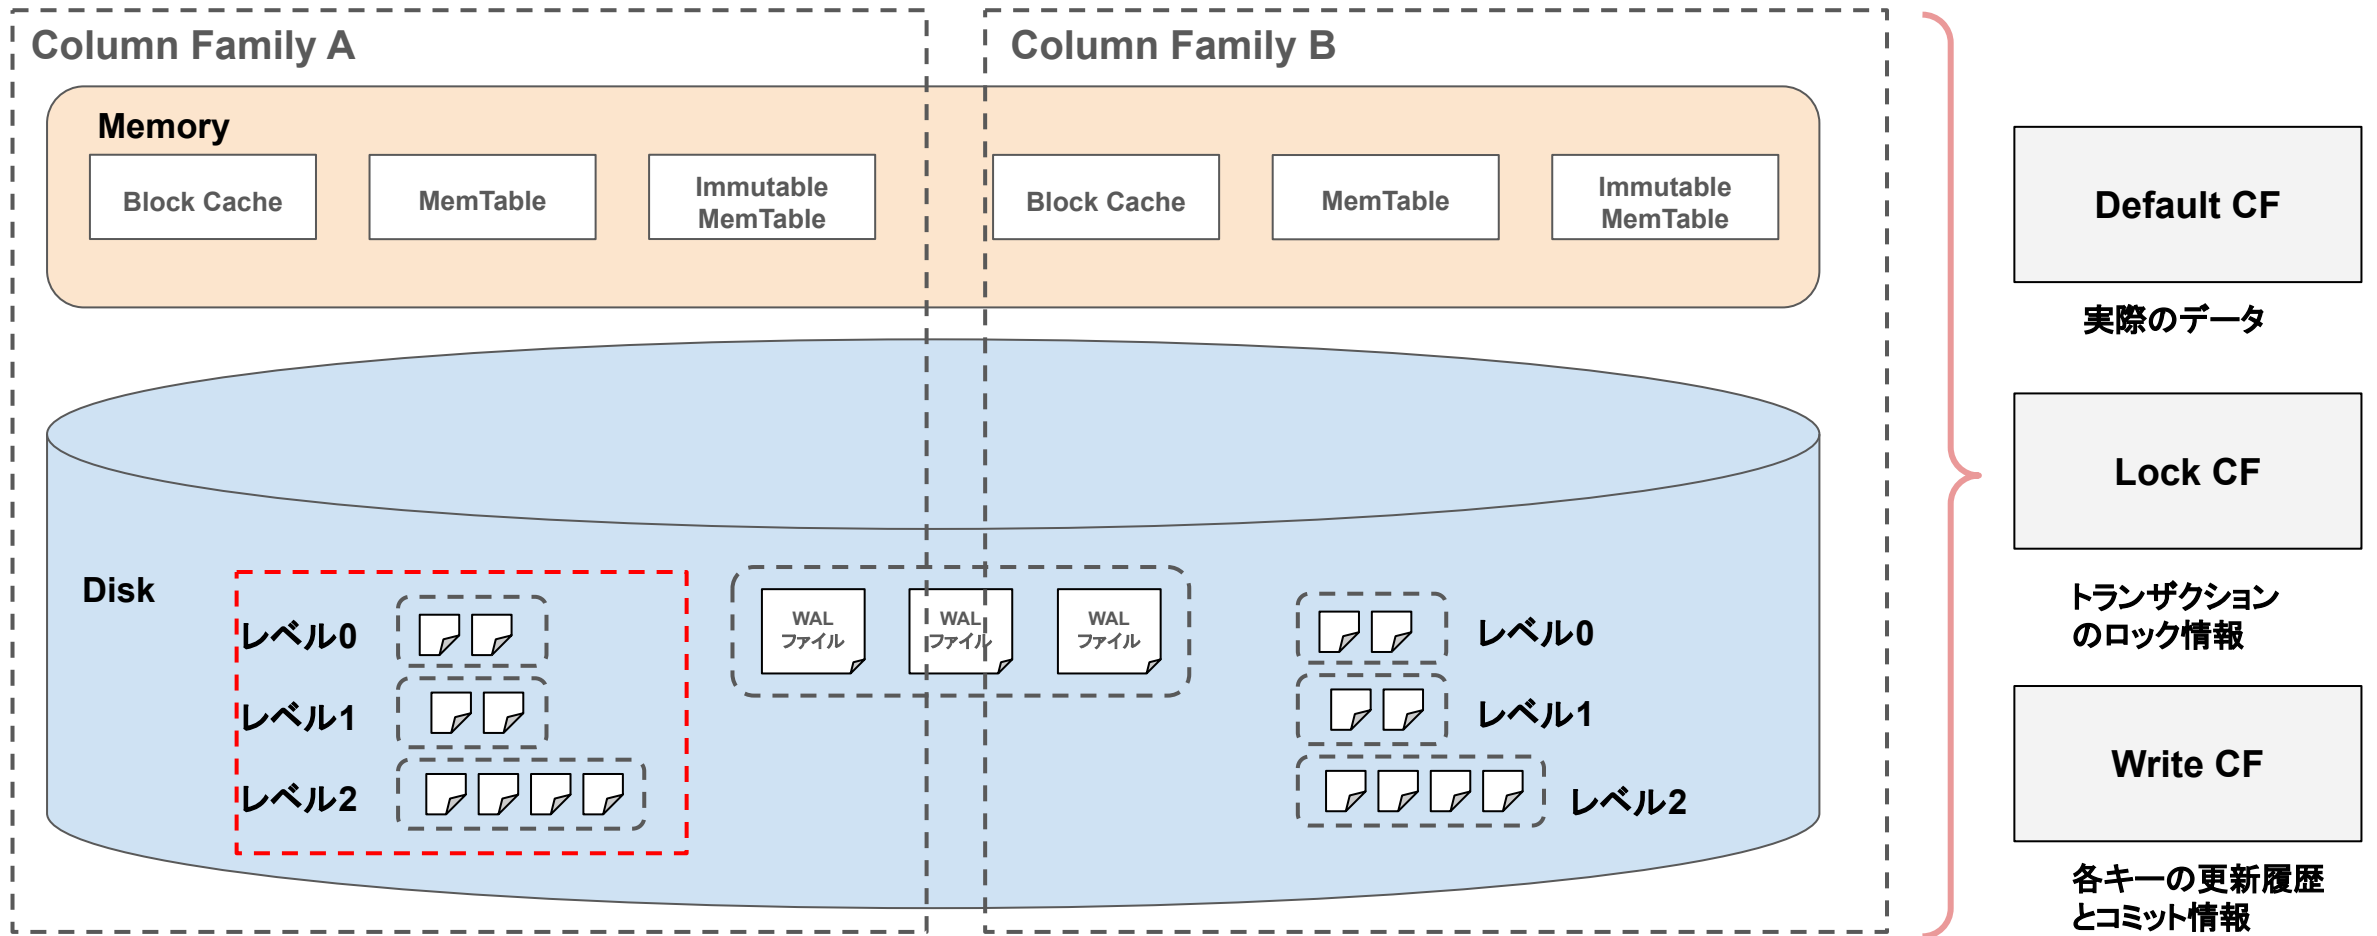 Column Family A
Column Family B
Memory
Block Cache
MemTable
Immutable
MemTable
Block Cache
MemTable
Immutable
MemTable
Disk
レベル0
レベル1
レベル2
WAL
ファイル
WAL
ファイル
WAL
ファイル
レベル0
レベル1
レベル2
Default CF
実際のデータ
Lock CF
トランザクション
のロック情報
Write CF
各キーの更新履歴
とコミット情報